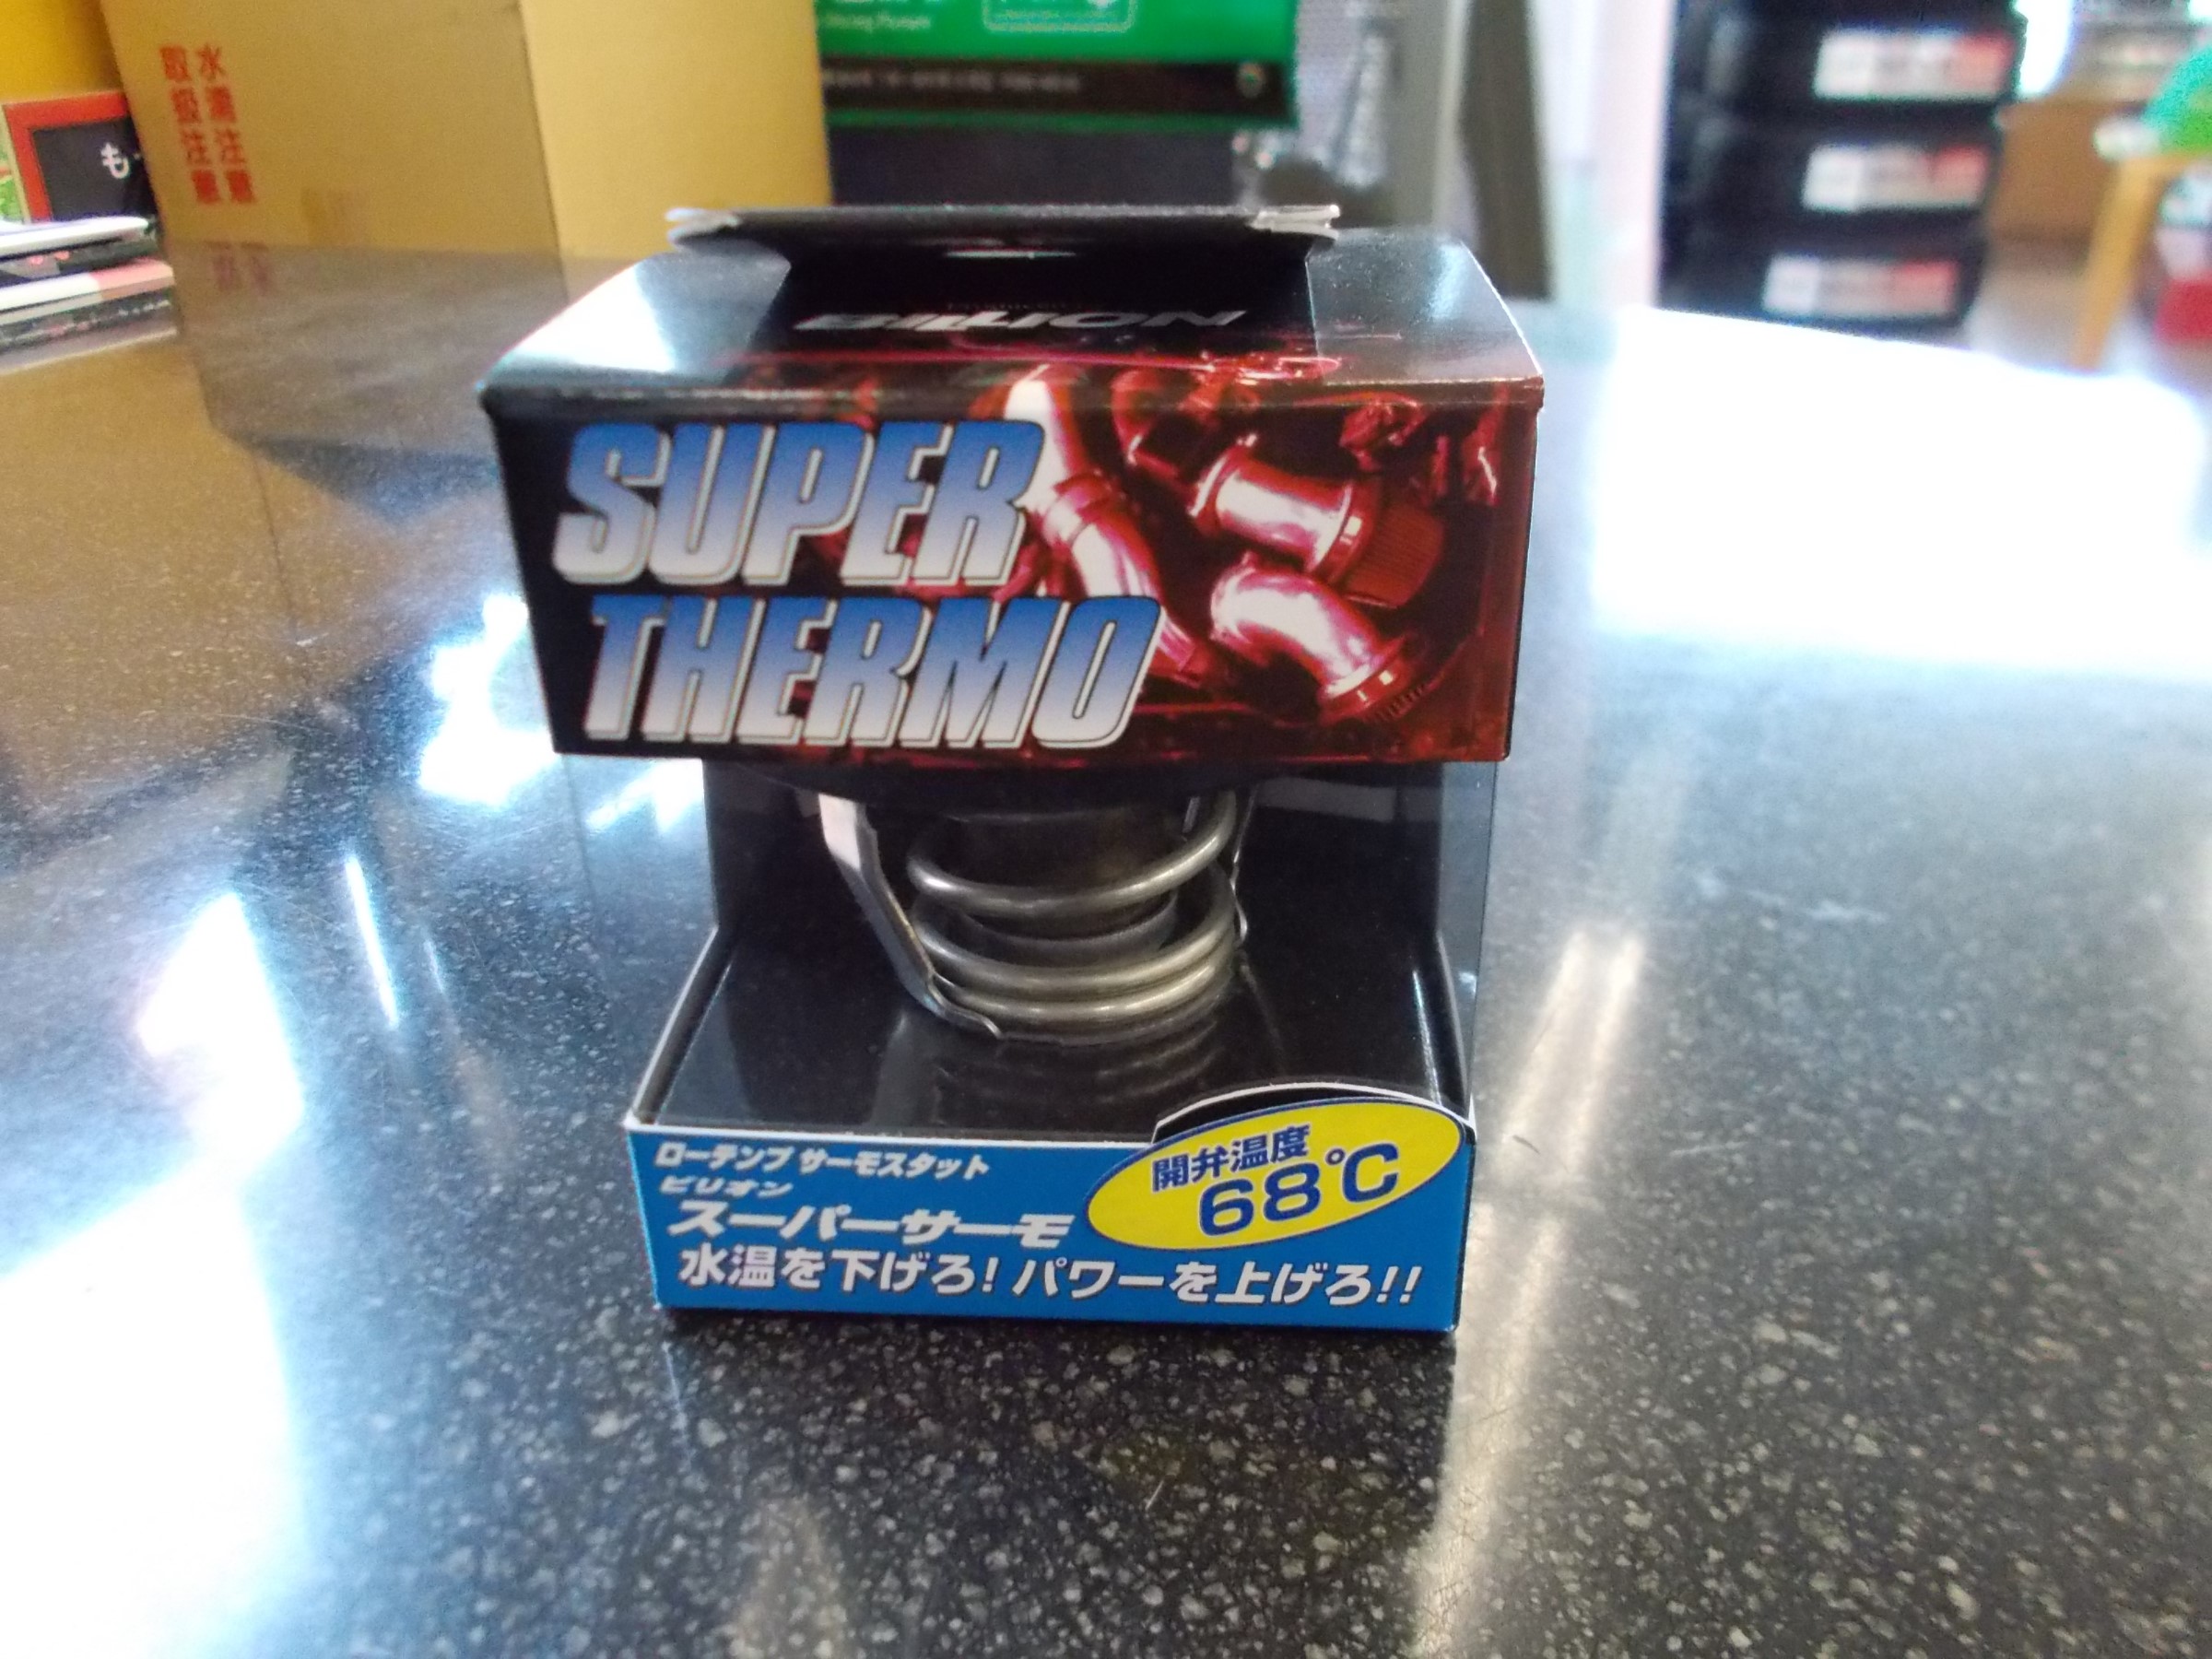 水濡注意
取扱注意
も
BILLION
SUPER
THERMO
ローテンプ サーモスタット
ビリオン
スーパーサーモ
開弁温度
68℃
水温を下げろ! パワーを上げろ!!